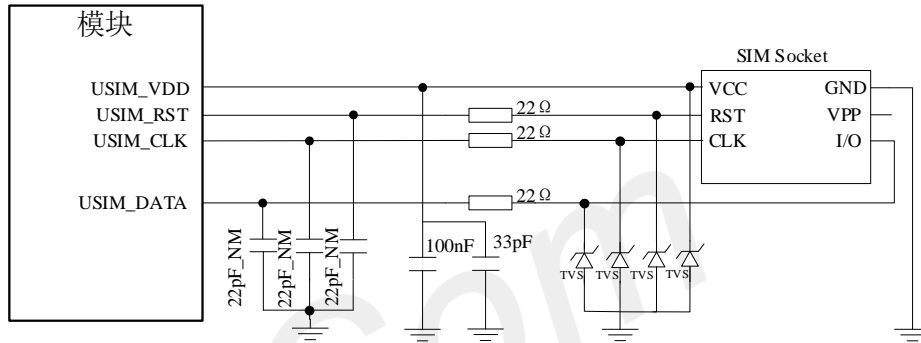 模块
SIM Socket
USIM_VDD
VCC
GND
USIM_RST
22Ω
RST
VPP
USIM_CLK
22Ω
CLK
I/O
USIM_DATA
22Ω
22pF_NM
22pF_NM
22pF_NM
100nF
33pF
TVS
TVS
TVS
TVS
Com